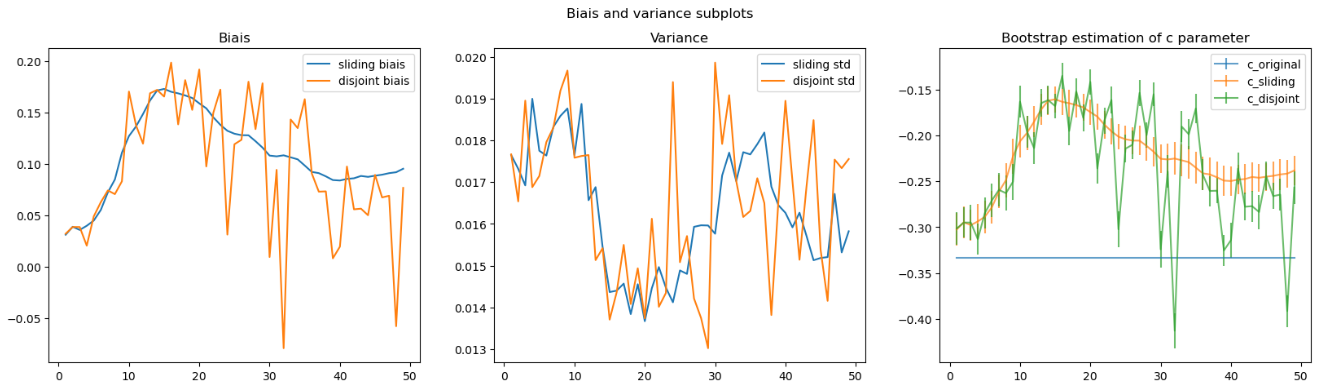 Biais and variance subplots
Biais
sliding biais
disjoint biais
0.20
0.15
0.10
0.05
0.00
−0.05
0 10 20 30 40 50
Variance
sliding std
disjoint std
0.020
0.019
0.018
0.017
0.016
0.015
0.014
0.013
0 10 20 30 40 50
Bootstrap estimation of c parameter
c_original
c_sliding
c_disjoint
−0.15
−0.20
−0.25
−0.30
−0.35
−0.40
0 10 20 30 40 50